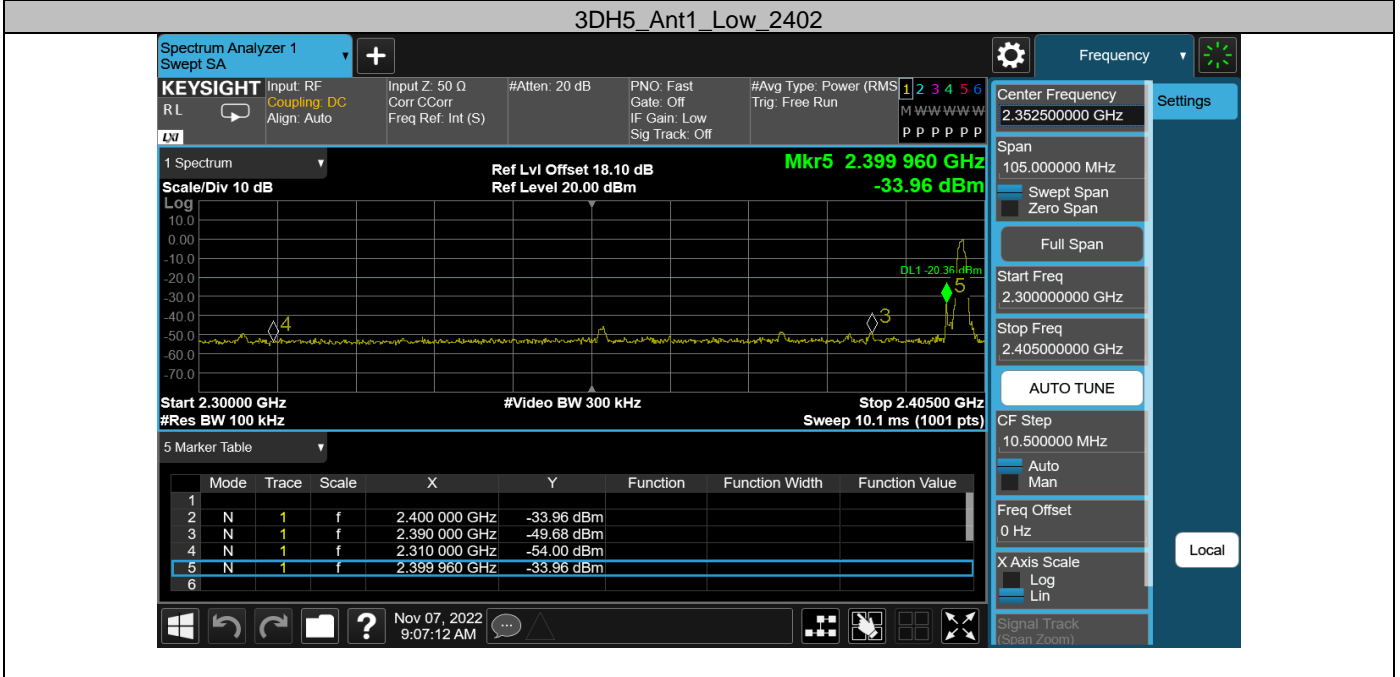 3DH5_Ant1_Low_2402
Spectrum Analyzer 1
Swept SA
+
Frequency
KEYSIGHT
R L
LXI
Input: RF
Coupling: DC
Align: Auto
Input Z: 50 Ω
Corr CCorr
Freq Ref: Int (S)
#Atten: 20 dB
PNO: Fast
Gate: Off
IF Gain: Low
Sig Track: Off
#Avg Type: Power (RMS
Trig: Free Run
1 2 3 4 5 6
M W W W W W
P P P P P P
1 Spectrum
Scale/Div 10 dB
Ref Lvl Offset 18.10 dB
Ref Level 20.00 dBm
Mkr5 2.399 960 GHz
-33.96 dBm
Log
10.0
0.00
-10.0
-20.0
-30.0
-40.0
-50.0
-60.0
-70.0
DL1 -20.36 dBm
5
3
4
Start 2.30000 GHz
#Video BW 300 kHz
Stop 2.40500 GHz
#Res BW 100 kHz
Sweep 10.1 ms (1001 pts)
5 Marker Table
Mode Trace Scale X Y Function Function Width Function Value
1
2 N 1 f 2.400 000 GHz -33.96 dBm
3 N 1 f 2.390 000 GHz -49.68 dBm
4 N 1 f 2.310 000 GHz -54.00 dBm
5 N 1 f 2.399 960 GHz -33.96 dBm
6
Center Frequency
2.352500000 GHz
Span
105.000000 MHz
Swept Span
Zero Span
Full Span
Start Freq
2.300000000 GHz
Stop Freq
2.405000000 GHz
AUTO TUNE
CF Step
10.500000 MHz
Auto
Man
Freq Offset
0 Hz
X Axis Scale
Log
Lin
Signal Track
(Span Zoom)
Settings
Local
?
Nov 07, 2022
9:07:12 AM